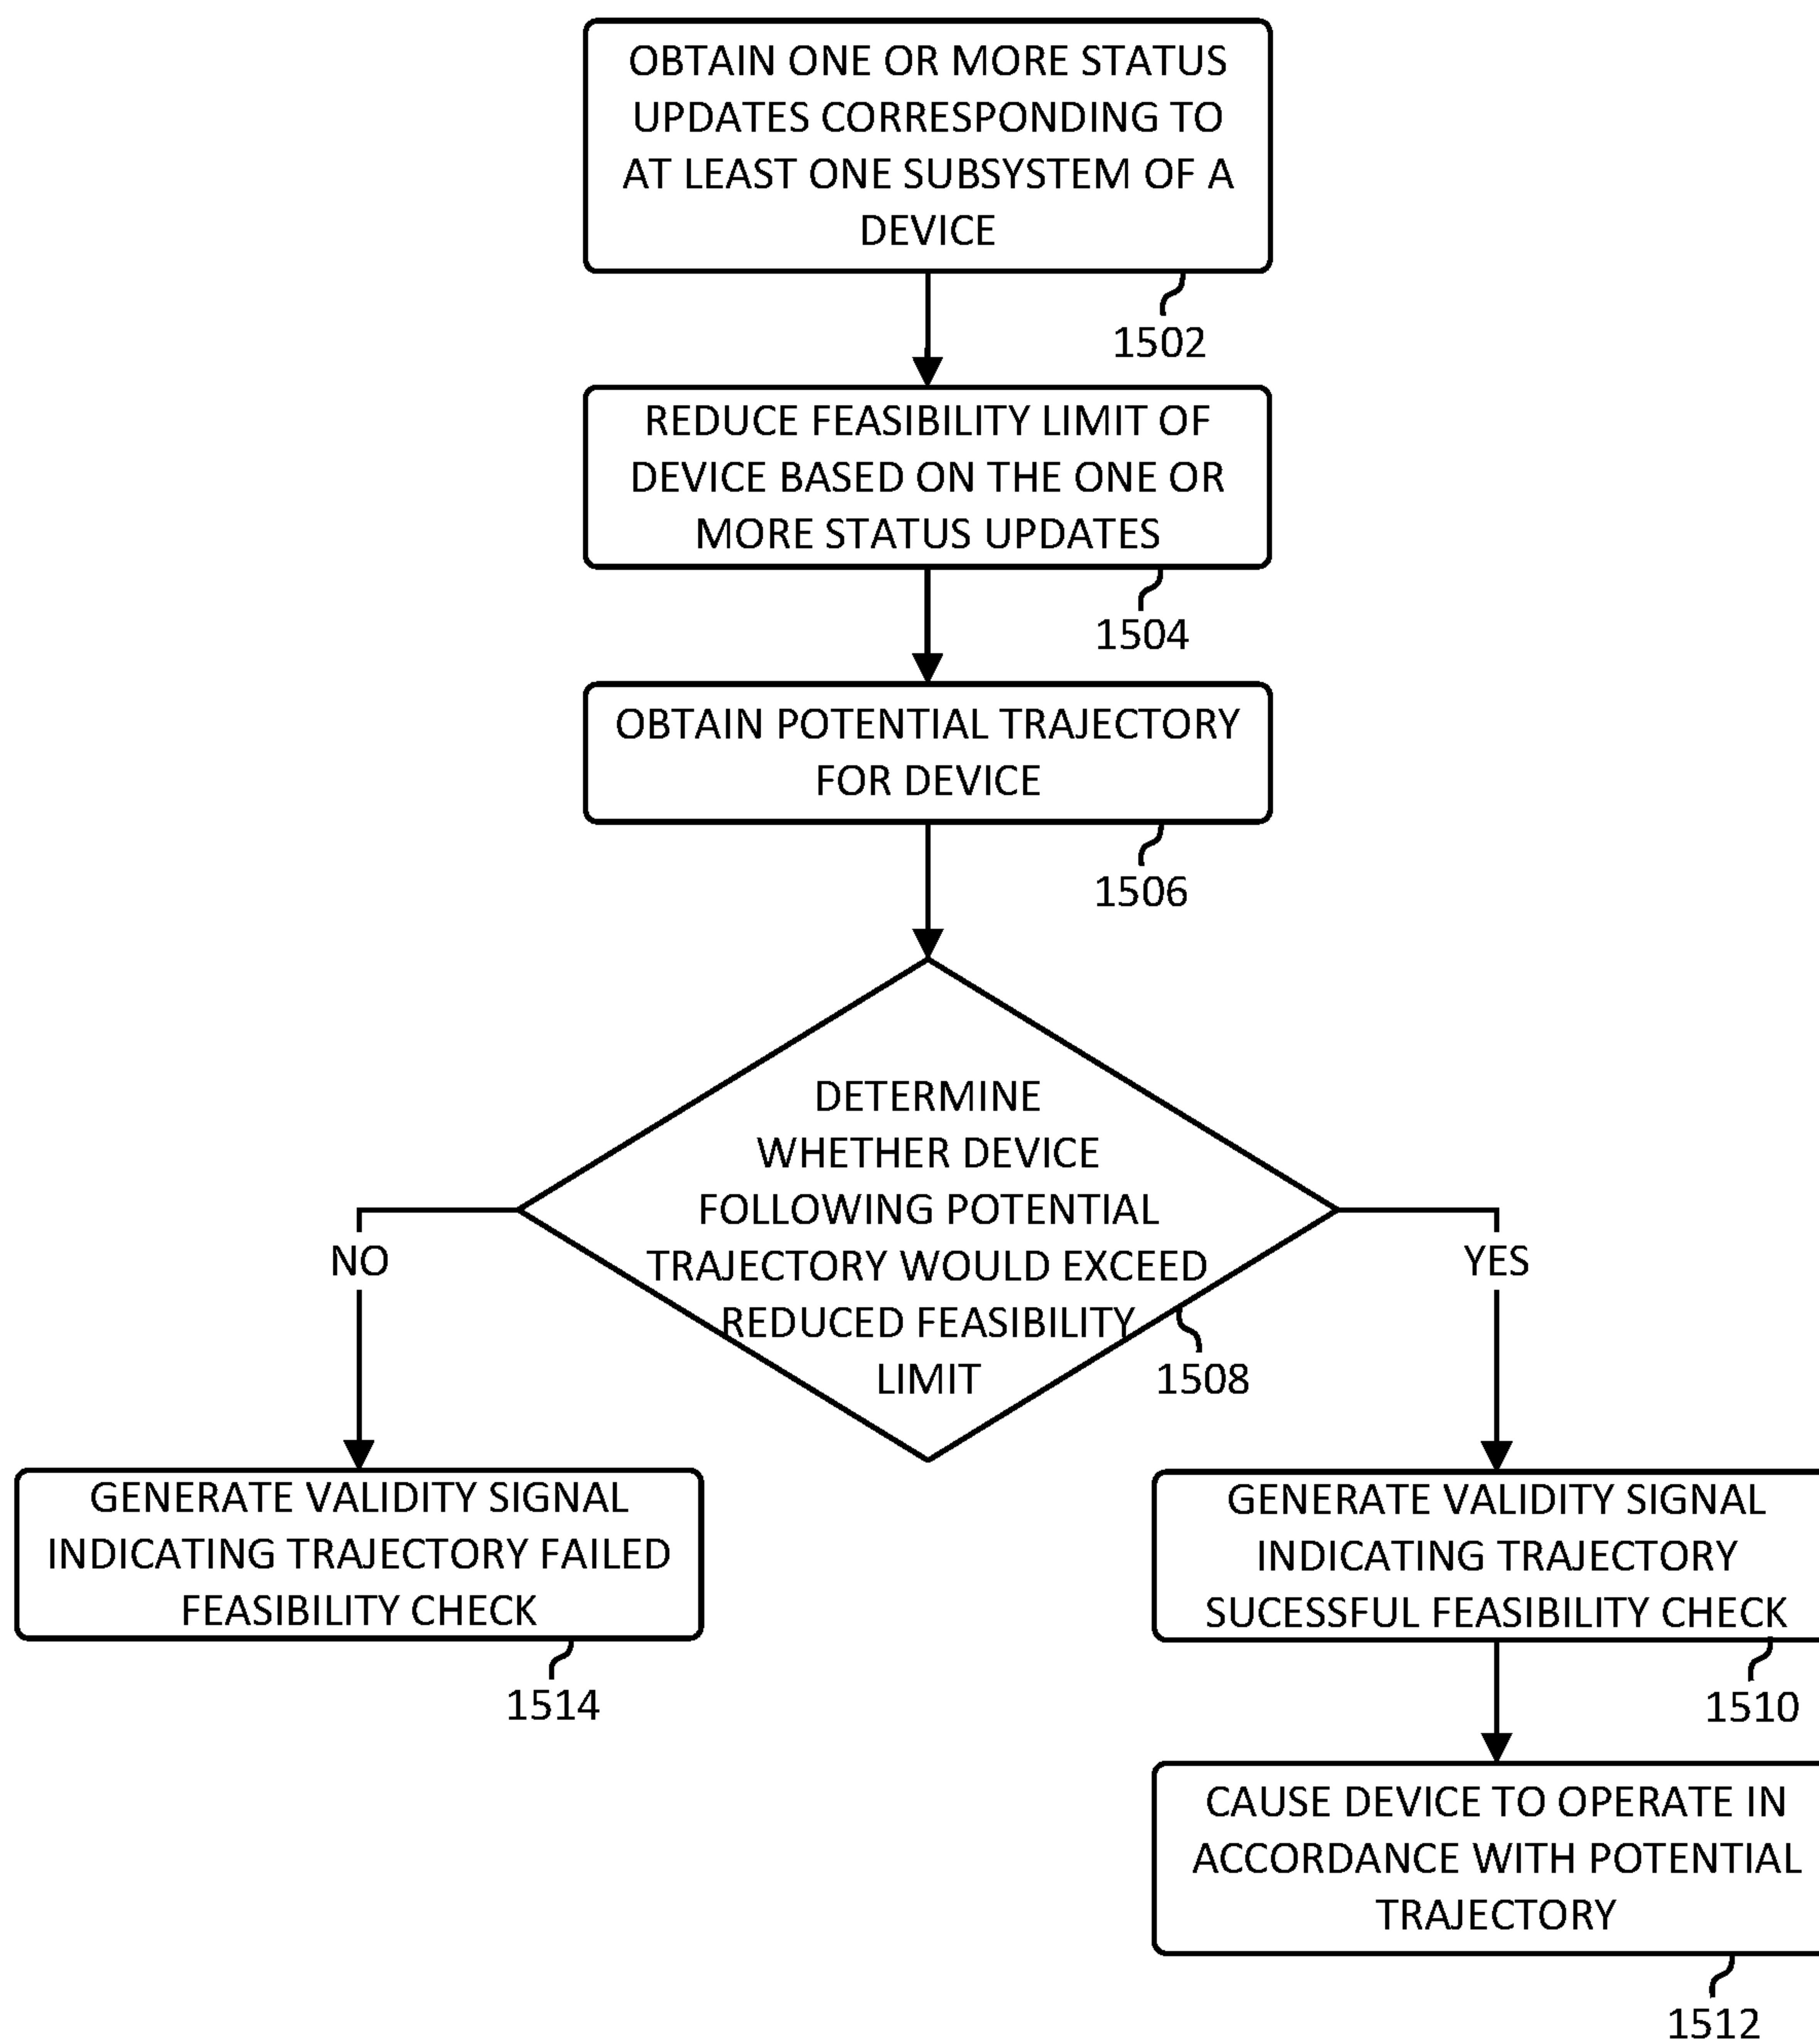 OBTAIN ONE OR MORE STATUS
UPDATES CORRESPONDING TO
AT LEAST ONE SUBSYSTEM OF A
DEVICE
1502
REDUCE FEASIBILITY LIMIT OF
DEVICE BASED ON THE ONE OR
MORE STATUS UPDATES
1504
OBTAIN POTENTIAL TRAJECTORY
FOR DEVICE
1506
DETERMINE
WHETHER DEVICE
FOLLOWING POTENTIAL
TRAJECTORY WOULD EXCEED
REDUCED FEASIBILITY
LIMIT
1508
NO
YES
GENERATE VALIDITY SIGNAL
INDICATING TRAJECTORY FAILED
FEASIBILITY CHECK
1514
GENERATE VALIDITY SIGNAL
INDICATING TRAJECTORY
SUCESSFUL FEASIBILITY CHECK
1510
CAUSE DEVICE TO OPERATE IN
ACCORDANCE WITH POTENTIAL
TRAJECTORY
1512